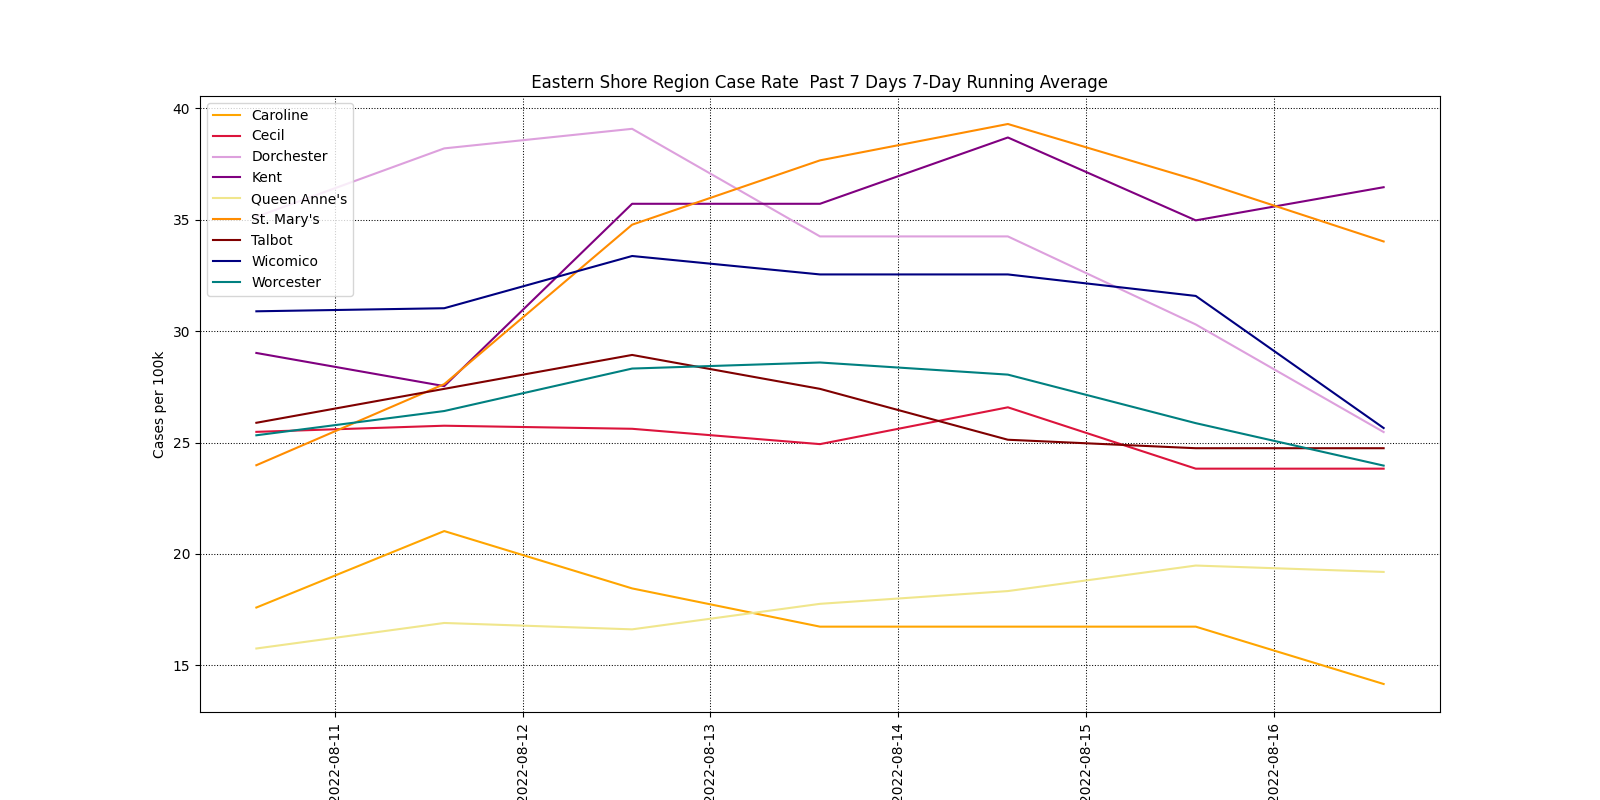 Eastern Shore Region Case Rate  Past 7 Days 7-Day Running Average
Cases per 100k
40
35
30
25
20
15
Caroline
Cecil
Dorchester
Kent
Queen Anne's
St. Mary's
Talbot
Wicomico
Worcester
2022-08-11
2022-08-12
2022-08-13
2022-08-14
2022-08-15
2022-08-16